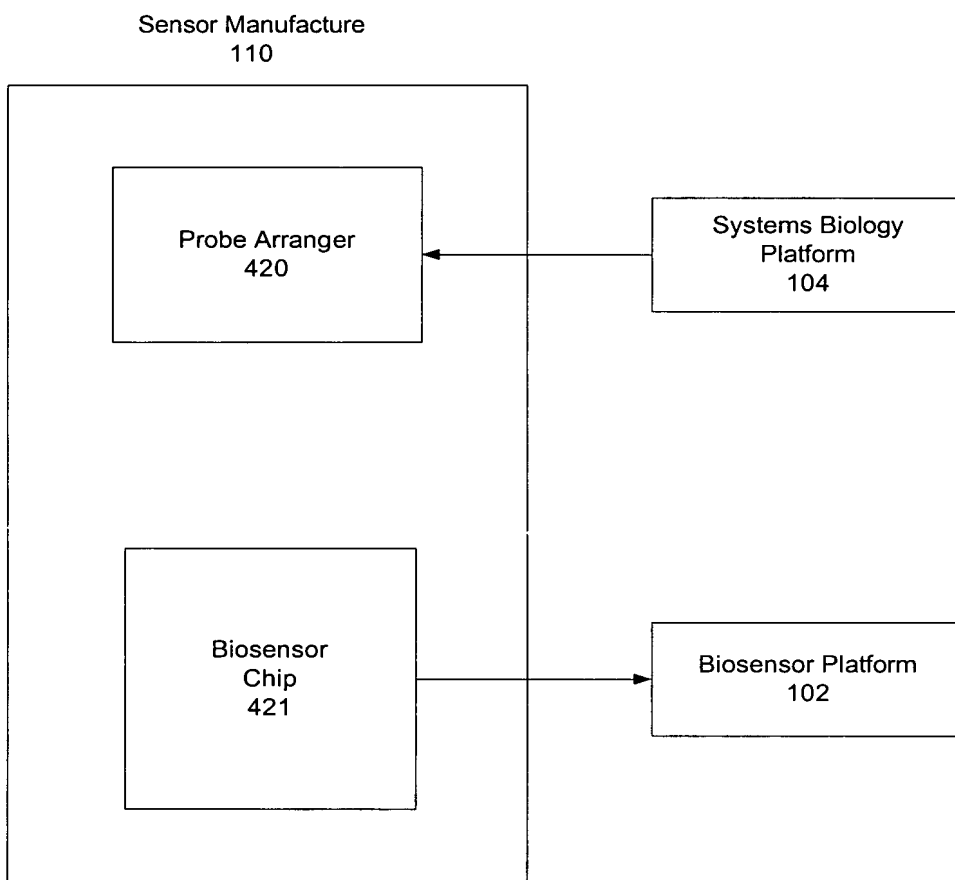 Sensor Manufacture
110
Probe Arranger
420
Systems Biology
Platform
104
Biosensor
Chip
421
Biosensor Platform
102